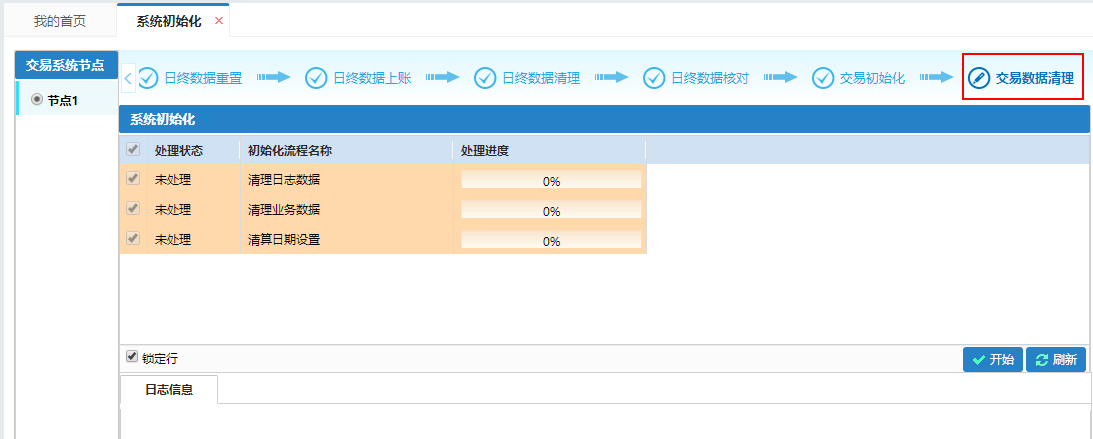 我的首页 系统初始化 ×
交易系统节点
节点1
日终数据重置 日终数据上账 日终数据清理 日终数据核对 交易初始化 交易数据清理
系统初始化
处理状态 初始化流程名称 处理进度
未处理 清理日志数据 0%
未处理 清理业务数据 0%
未处理 清算日期设置 0%
锁定行 开始 刷新
日志信息